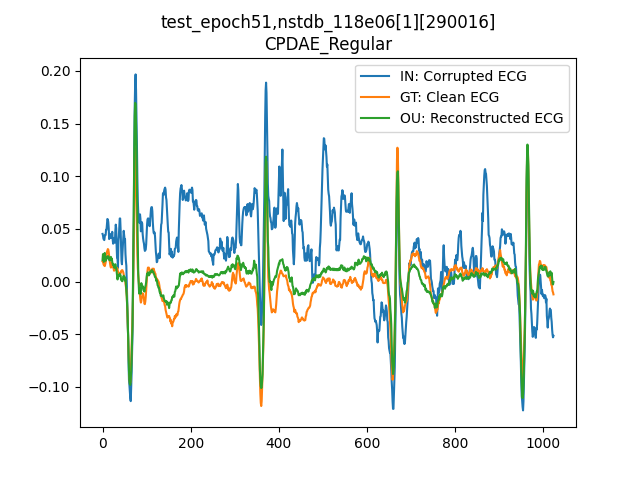 test_epoch51,nstdb_118e06[1][290016]
CPDAE_Regular
IN: Corrupted ECG
GT: Clean ECG
OU: Reconstructed ECG
0.20
0.15
0.10
0.05
0.00
−0.05
−0.10
0 200 400 600 800 1000